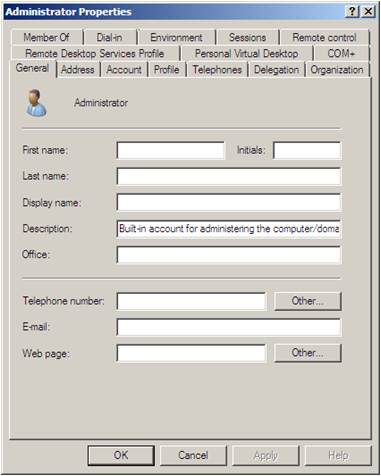 Administrator Properties
Member Of Dial-in Environment Sessions Remote control
Remote Desktop Services Profile Personal Virtual Desktop COM+
General Address Account Profile Telephones Delegation Organization
Administrator
First name: Initials:
Last name:
Display name:
Description: Built-in account for administering the computer/doma
Office:
Telephone number: Other...
E-mail:
Web page: Other...
OK Cancel Apply Help